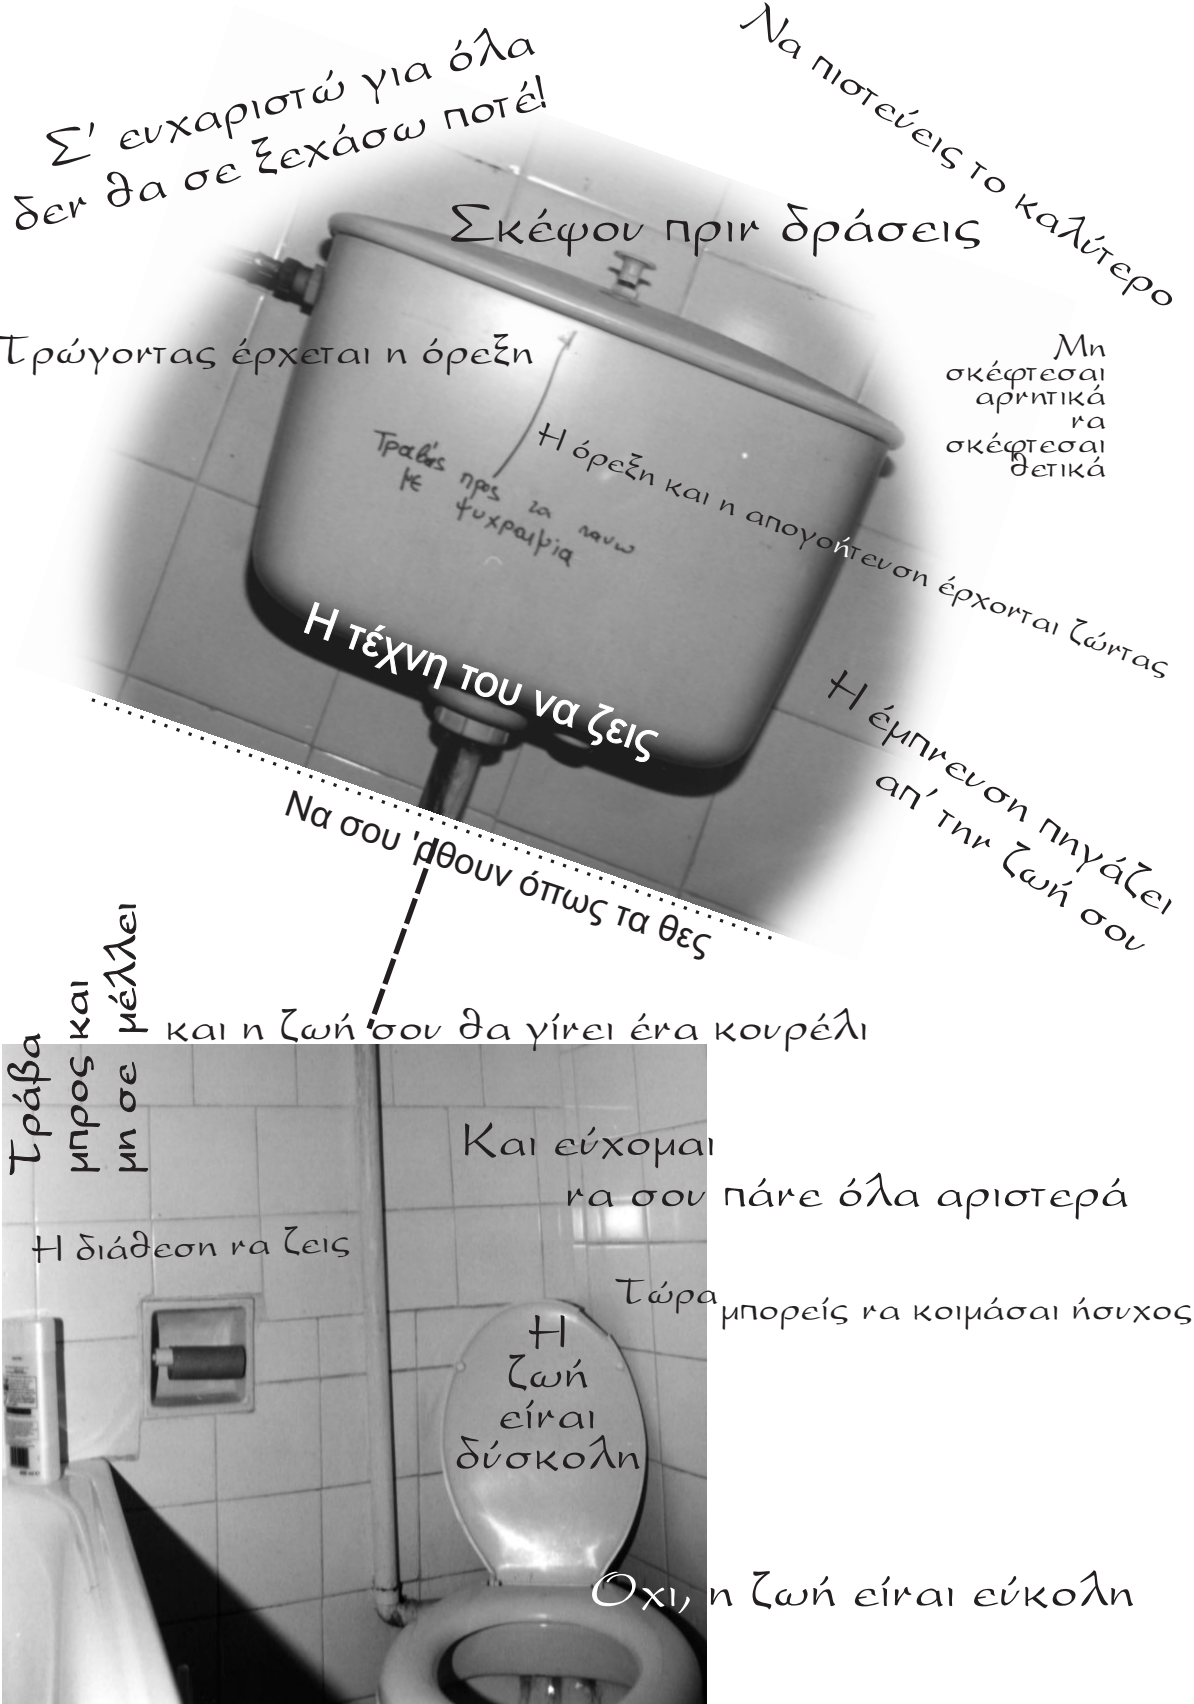 Σ' ευχαριστώ για όλα
δεν θα σε ξεχάσω ποτέ!
Να πιστεύεις το καλύτερο
Σκέψου πριν δράσεις
Τρώγοντας έρχεται η όρεξη
Μη
σκέφτεσαι
αρνητικά
να
σκέφτεσαι
θετικά
Η όρεξη και η απογοήτευση έρχονται ζώντας
Τραβάς προς τα πανω
με ψυχραιμία
Η τέχνη του να ζεις
Η έμπνευση πηγάζει
απ' την ζωή σου
Να σου 'ρθουν όπως τα θες
Τράβα
μπρος και
μη σε μέλλει
και η ζωή σου θα γίνει ένα κουρέλι
Και εύχομαι
να σου πάνε όλα αριστερά
Η διάθεση να ζεις
Τώρα μπορείς να κοιμάσαι ήσυχος
Η
ζωή
είναι
δύσκολη
Οχι, η ζωή είναι εύκολη